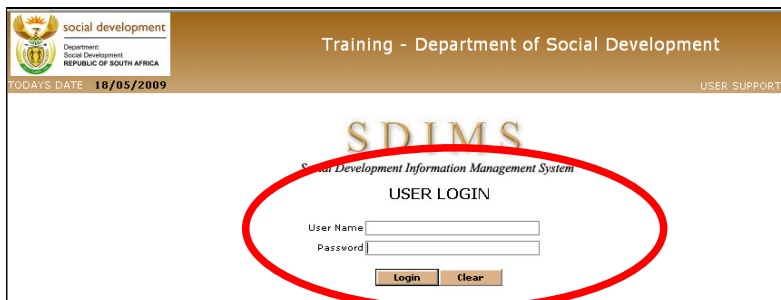 social development
Department:
Social Development
REPUBLIC OF SOUTH AFRICA
Training - Department of Social Development
TODAYS DATE 18/05/2009
USER SUPPORT
SDIMS
Social Development Information Management System
USER LOGIN
User Name
Password
Login Clear